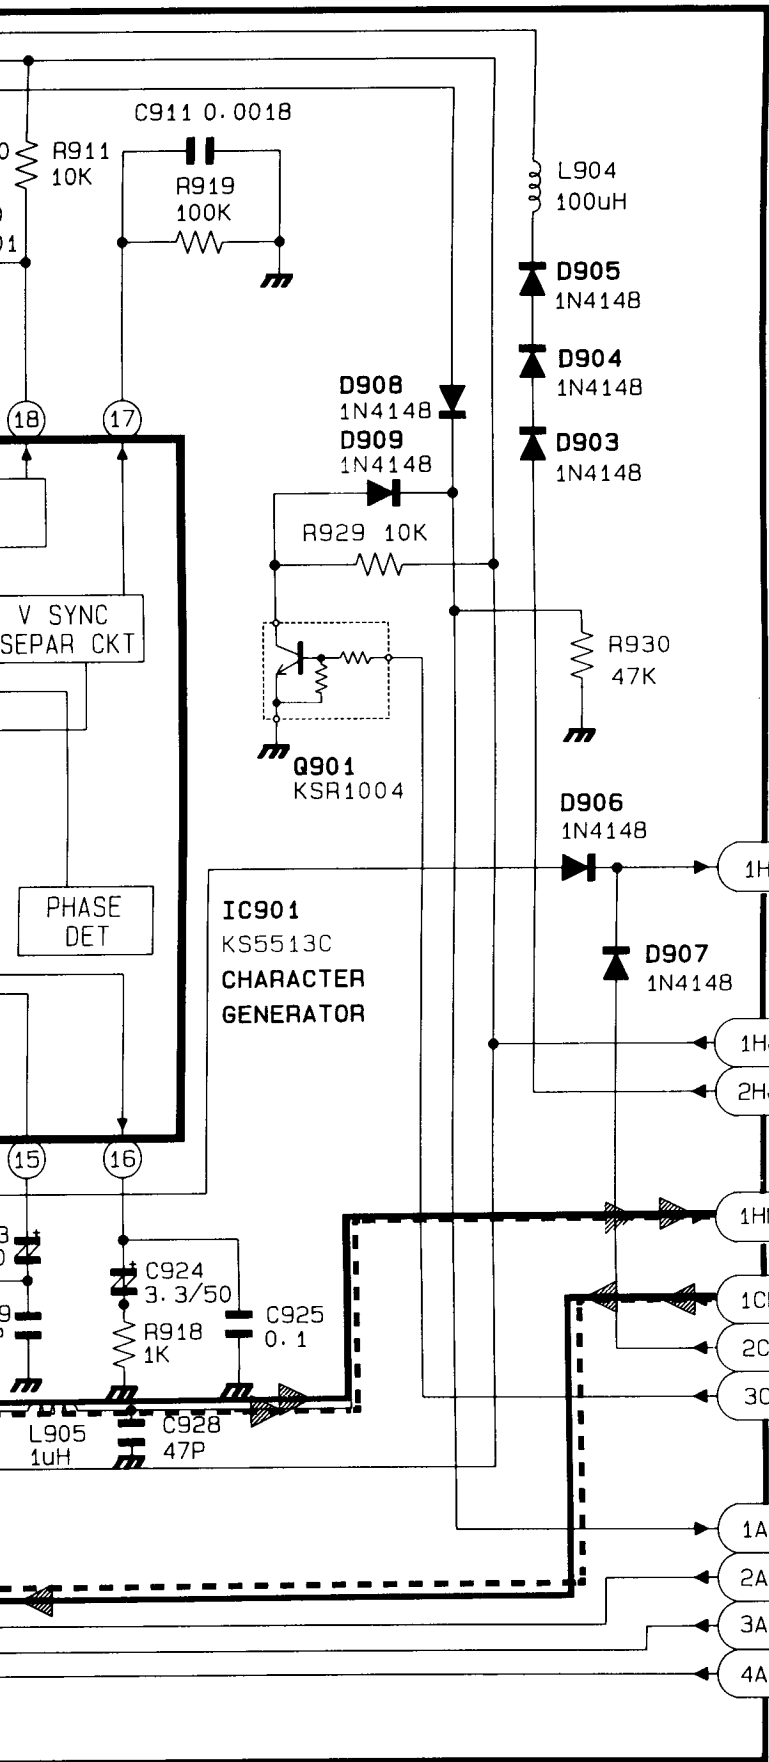 C911 0.0018
R911
10K
R919
100K
L904
100uH
D905
1N4148
D904
1N4148
D903
1N4148
D908
1N4148
D909
1N4148
R929 10K
18
17
V SYNC
SEPAR CKT
R930
47K
Q901
KSR1004
D906
1N4148
PHASE
DET
IC901
KS5513C
CHARACTER
GENERATOR
D907
1N4148
15
16
C924
3.3/50
R918
1K
C925
0.1
L905
1uH
C928
47P
1A
2A
3A
4A